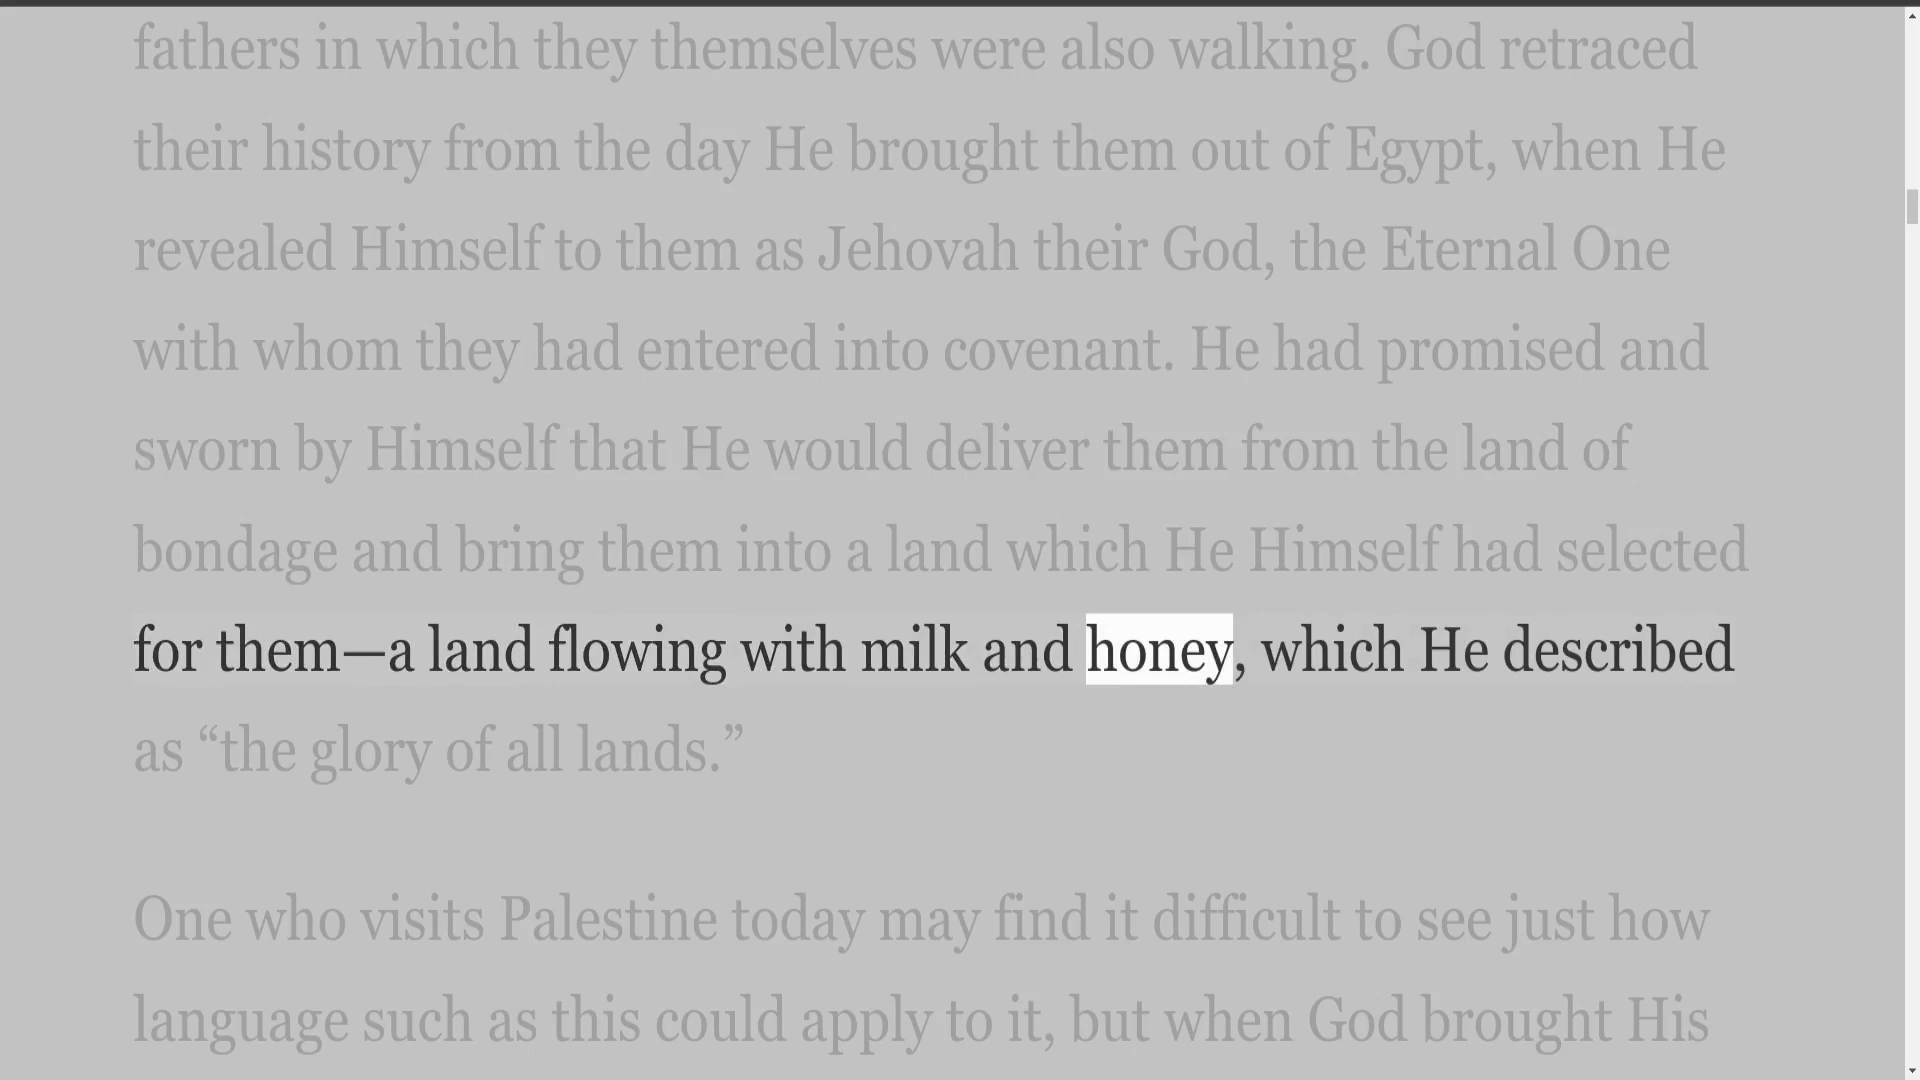 fathers in which they themselves were also walking. God retraced
their history from the day He brought them out of Egypt, when He
revealed Himself to them as Jehovah their God, the Eternal One
with whom they had entered into covenant. He had promised and
sworn by Himself that He would deliver them from the land of
bondage and bring them into a land which He Himself had selected
for them—a land flowing with milk and honey, which He described
as “the glory of all lands.”
One who visits Palestine today may find it difficult to see just how
language such as this could apply to it, but when God brought His